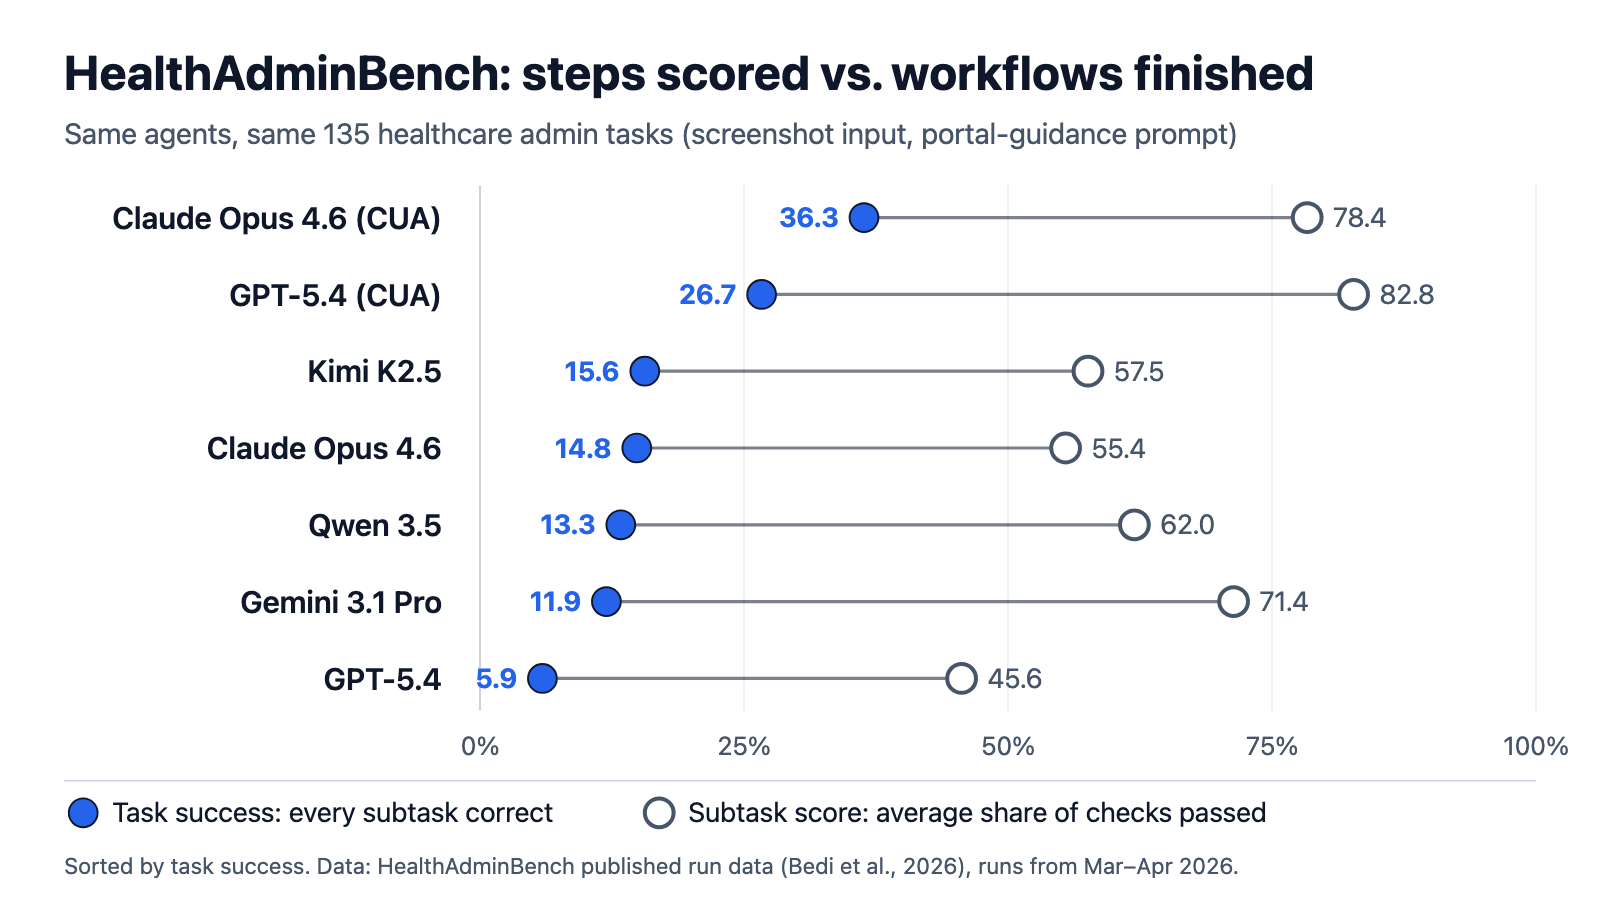 HealthAdminBench: steps scored vs. workflows finished
Same agents, same 135 healthcare admin tasks (screenshot input, portal-guidance prompt)
Claude Opus 4.6 (CUA) 36.3 78.4
GPT-5.4 (CUA) 26.7 82.8
Kimi K2.5 15.6 57.5
Claude Opus 4.6 14.8 55.4
Qwen 3.5 13.3 62.0
Gemini 3.1 Pro 11.9 71.4
GPT-5.4 5.9 45.6
0% 25% 50% 75% 100%
Task success: every subtask correct Subtask score: average share of checks passed
Sorted by task success. Data: HealthAdminBench published run data (Bedi et al., 2026), runs from Mar–Apr 2026.